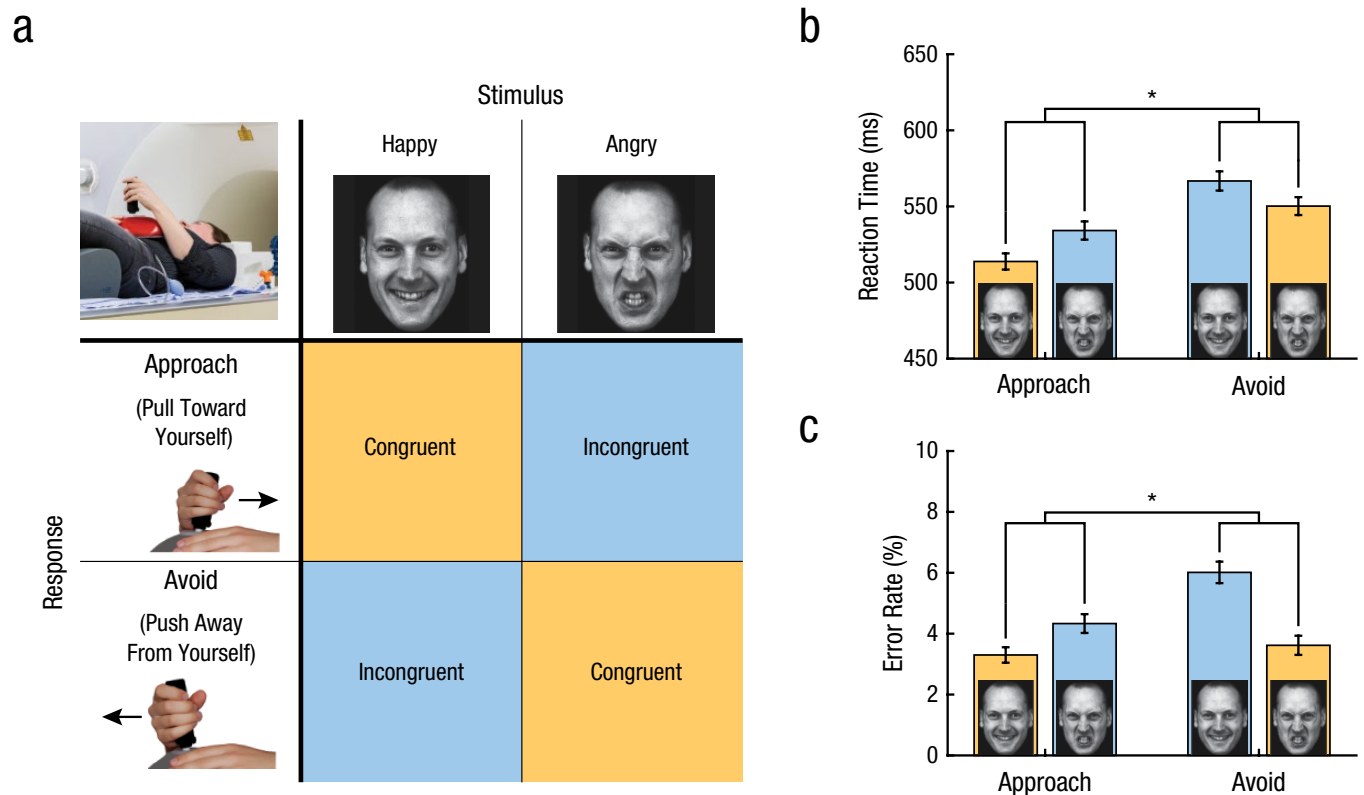 a
Stimulus
Happy
Angry
Response
Approach
(Pull Toward
Yourself)
Congruent
Incongruent
Avoid
(Push Away
From Yourself)
Incongruent
Congruent
b
Reaction Time (ms)
650
600
550
500
450
*
Approach
Avoid
c
Error Rate (%)
10
8
6
4
2
0
*
Approach
Avoid